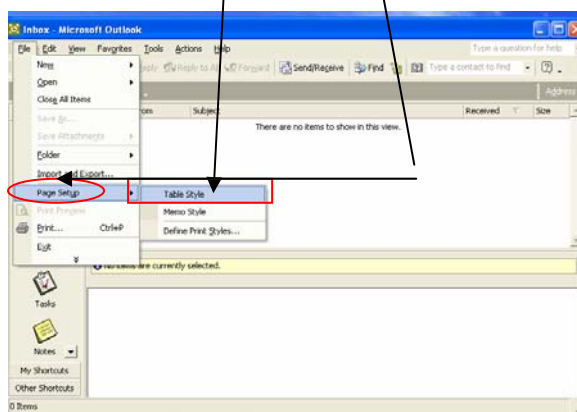 Inbox - Microsoft Outlook
File Edit View Favorites Tools Actions Help Type a question for help
New Reply Reply to All Forward Send/Receive Find Type a contact to find
Open
Close All Items Address
Save As... From Subject Received Size
Save Attachments There are no items to show in this view.
Folder
Import and Export...
Page Setup Table Style
Print Preview Memo Style
Print... Ctrl+P Define Print Styles...
Exit
No items are currently selected.
Tasks
Notes
My Shortcuts
Other Shortcuts
0 Items